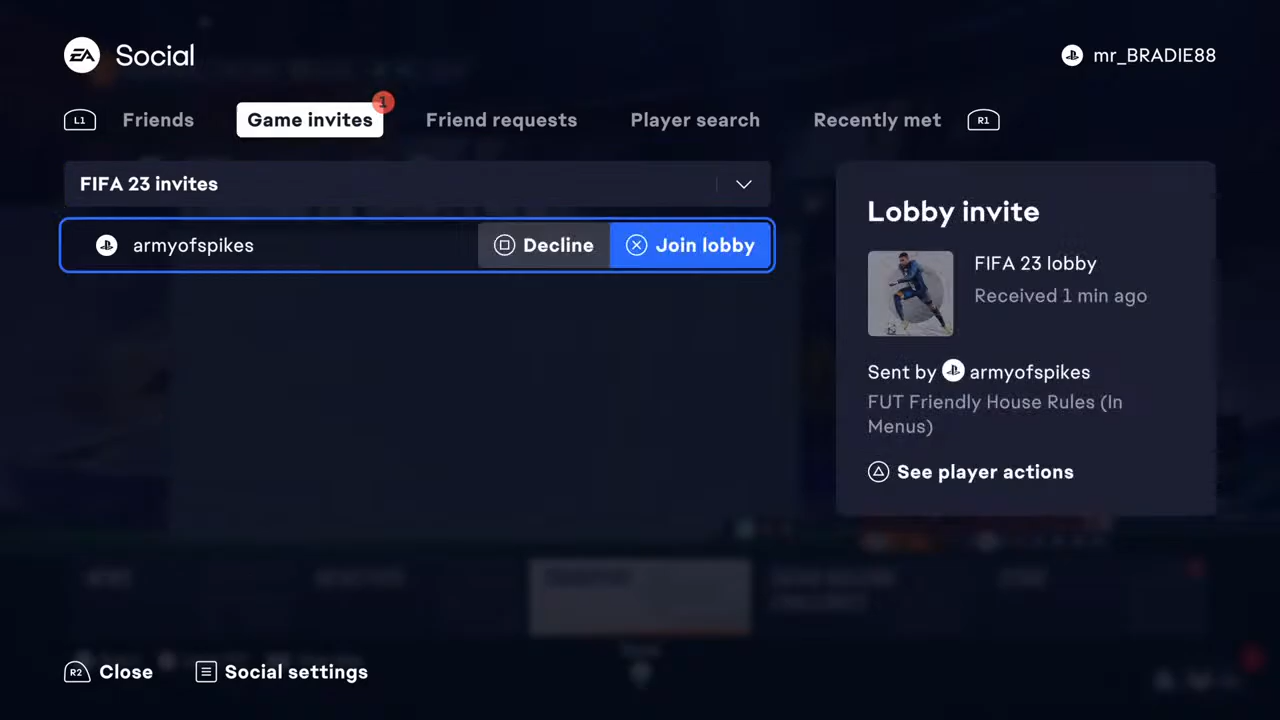 EA Social
mr_BRADIE88
L1 Friends Game invites 1 Friend requests Player search Recently met R1
FIFA 23 invites
armyofspikes Decline Join lobby
Lobby invite
FIFA 23 lobby
Received 1 min ago
Sent by armyofspikes
FUT Friendly House Rules (In
Menus)
See player actions
R2 Close Social settings